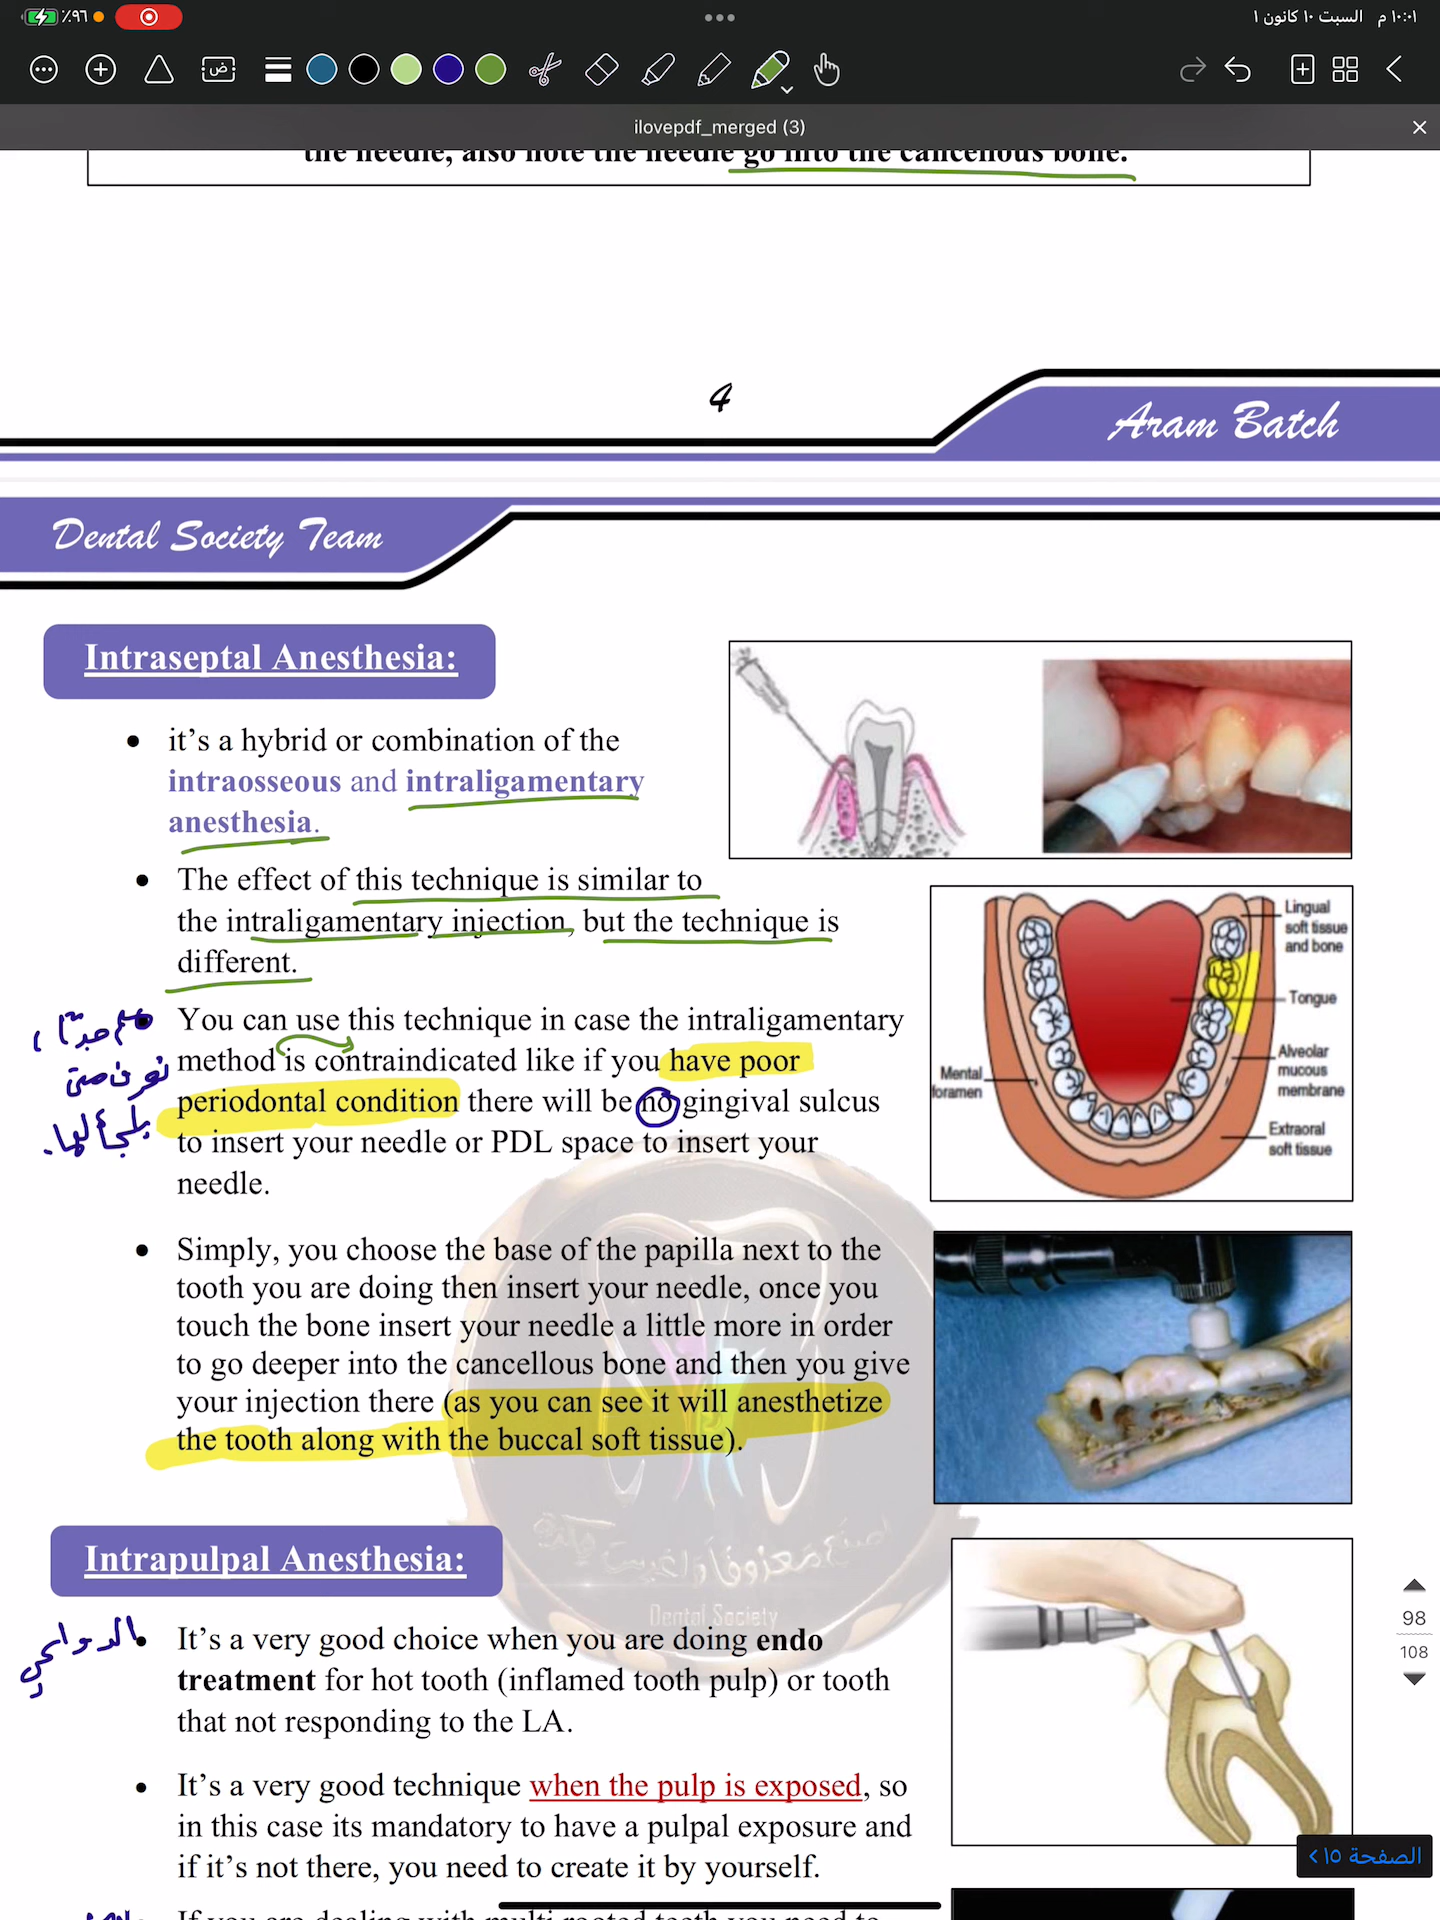 ٪٩٦
١٠:٠١ م السبت ١٠ كانون ١
ض
ilovepdf_merged (3)
the needle, also note the needle go into the cancellous bone.
4
Aram Batch
Dental Society Team
Intraseptal Anesthesia:
• it's a hybrid or combination of the
intraosseous and intraligamentary
anesthesia.
• The effect of this technique is similar to
the intraligamentary injection, but the technique is
different.
• You can use this technique in case the intraligamentary
method is contraindicated like if you have poor
periodontal condition there will be no gingival sulcus
to insert your needle or PDL space to insert your
needle.
• Simply, you choose the base of the papilla next to the
tooth you are doing then insert your needle, once you
touch the bone insert your needle a little more in order
to go deeper into the cancellous bone and then you give
your injection there (as you can see it will anesthetize
the tooth along with the buccal soft tissue).
Lingual
soft tissue
and bone
Tongue
Alveolar
mucous
membrane
Mental
foramen
Extraoral
soft tissue
Dental Society
Intrapulpal Anesthesia:
• It's a very good choice when you are doing endo
treatment for hot tooth (inflamed tooth pulp) or tooth
that not responding to the LA.
• It's a very good technique when the pulp is exposed, so
in this case its mandatory to have a pulpal exposure and
if it's not there, you need to create it by yourself.
98
108
الصفحة ١٥